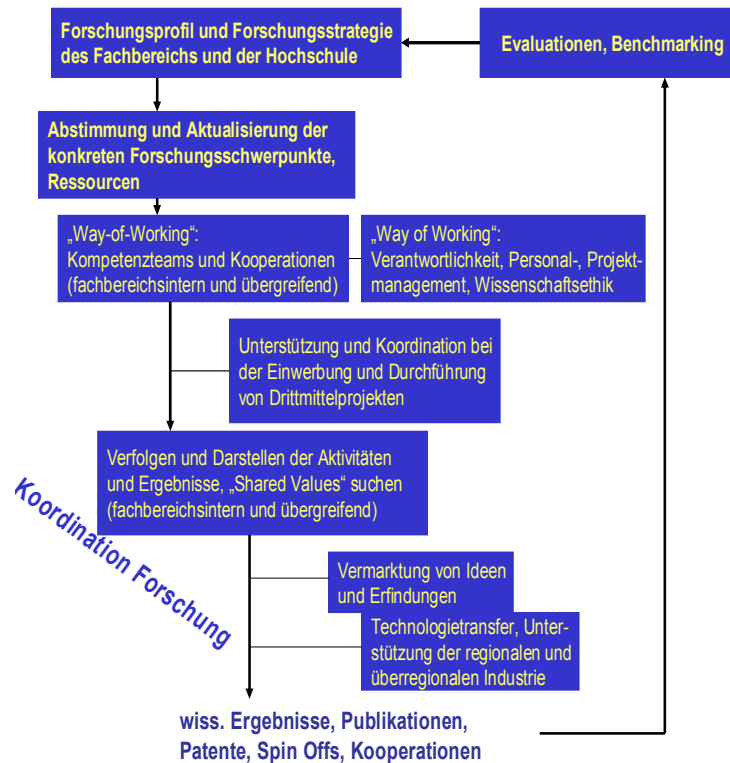 Forschungsprofil und Forschungsstrategie
des Fachbereichs und der Hochschule
Evaluationen, Benchmarking
Abstimmung und Aktualisierung der
konkreten Forschungsschwerpunkte,
Ressourcen
„Way-of-Working“:
Kompetenzteams und Kooperationen
(fachbereichsintern und übergreifend)
„Way of Working“:
Verantwortlichkeit, Personal-, Projekt-
management, Wissenschaftsethik
Unterstützung und Koordination bei
der Einwerbung und Durchführung
von Drittmittelprojekten
Verfolgen und Darstellen der Aktivitäten
und Ergebnisse, „Shared Values“ suchen
(fachbereichsintern und übergreifend)
Koordination Forschung
Vermarktung von Ideen
und Erfindungen
Technologietransfer, Unter-
stützung der regionalen und
überregionalen Industrie
wiss. Ergebnisse, Publikationen,
Patente, Spin Offs, Kooperationen